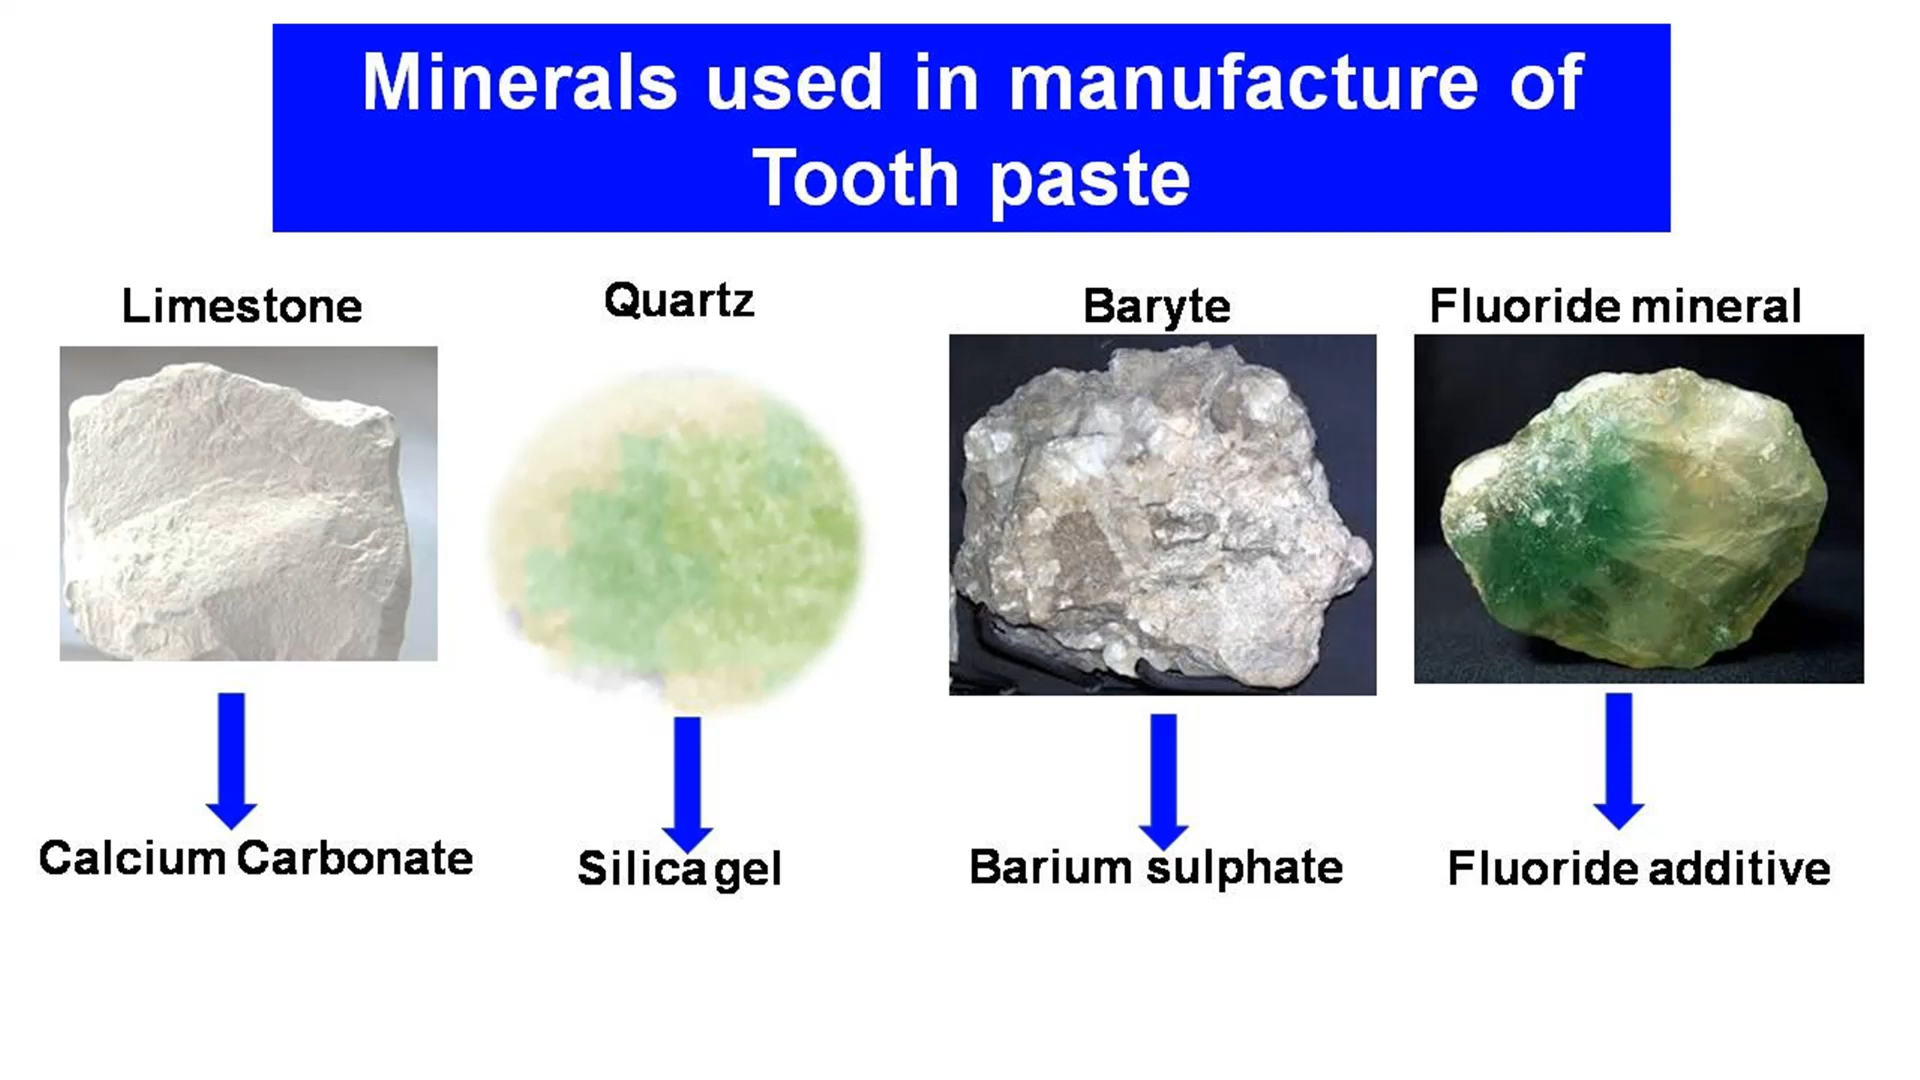 Minerals used in manufacture of
Tooth paste
Limestone
Quartz
Baryte
Fluoride mineral
Calcium Carbonate
Silica gel
Barium sulphate
Fluoride additive